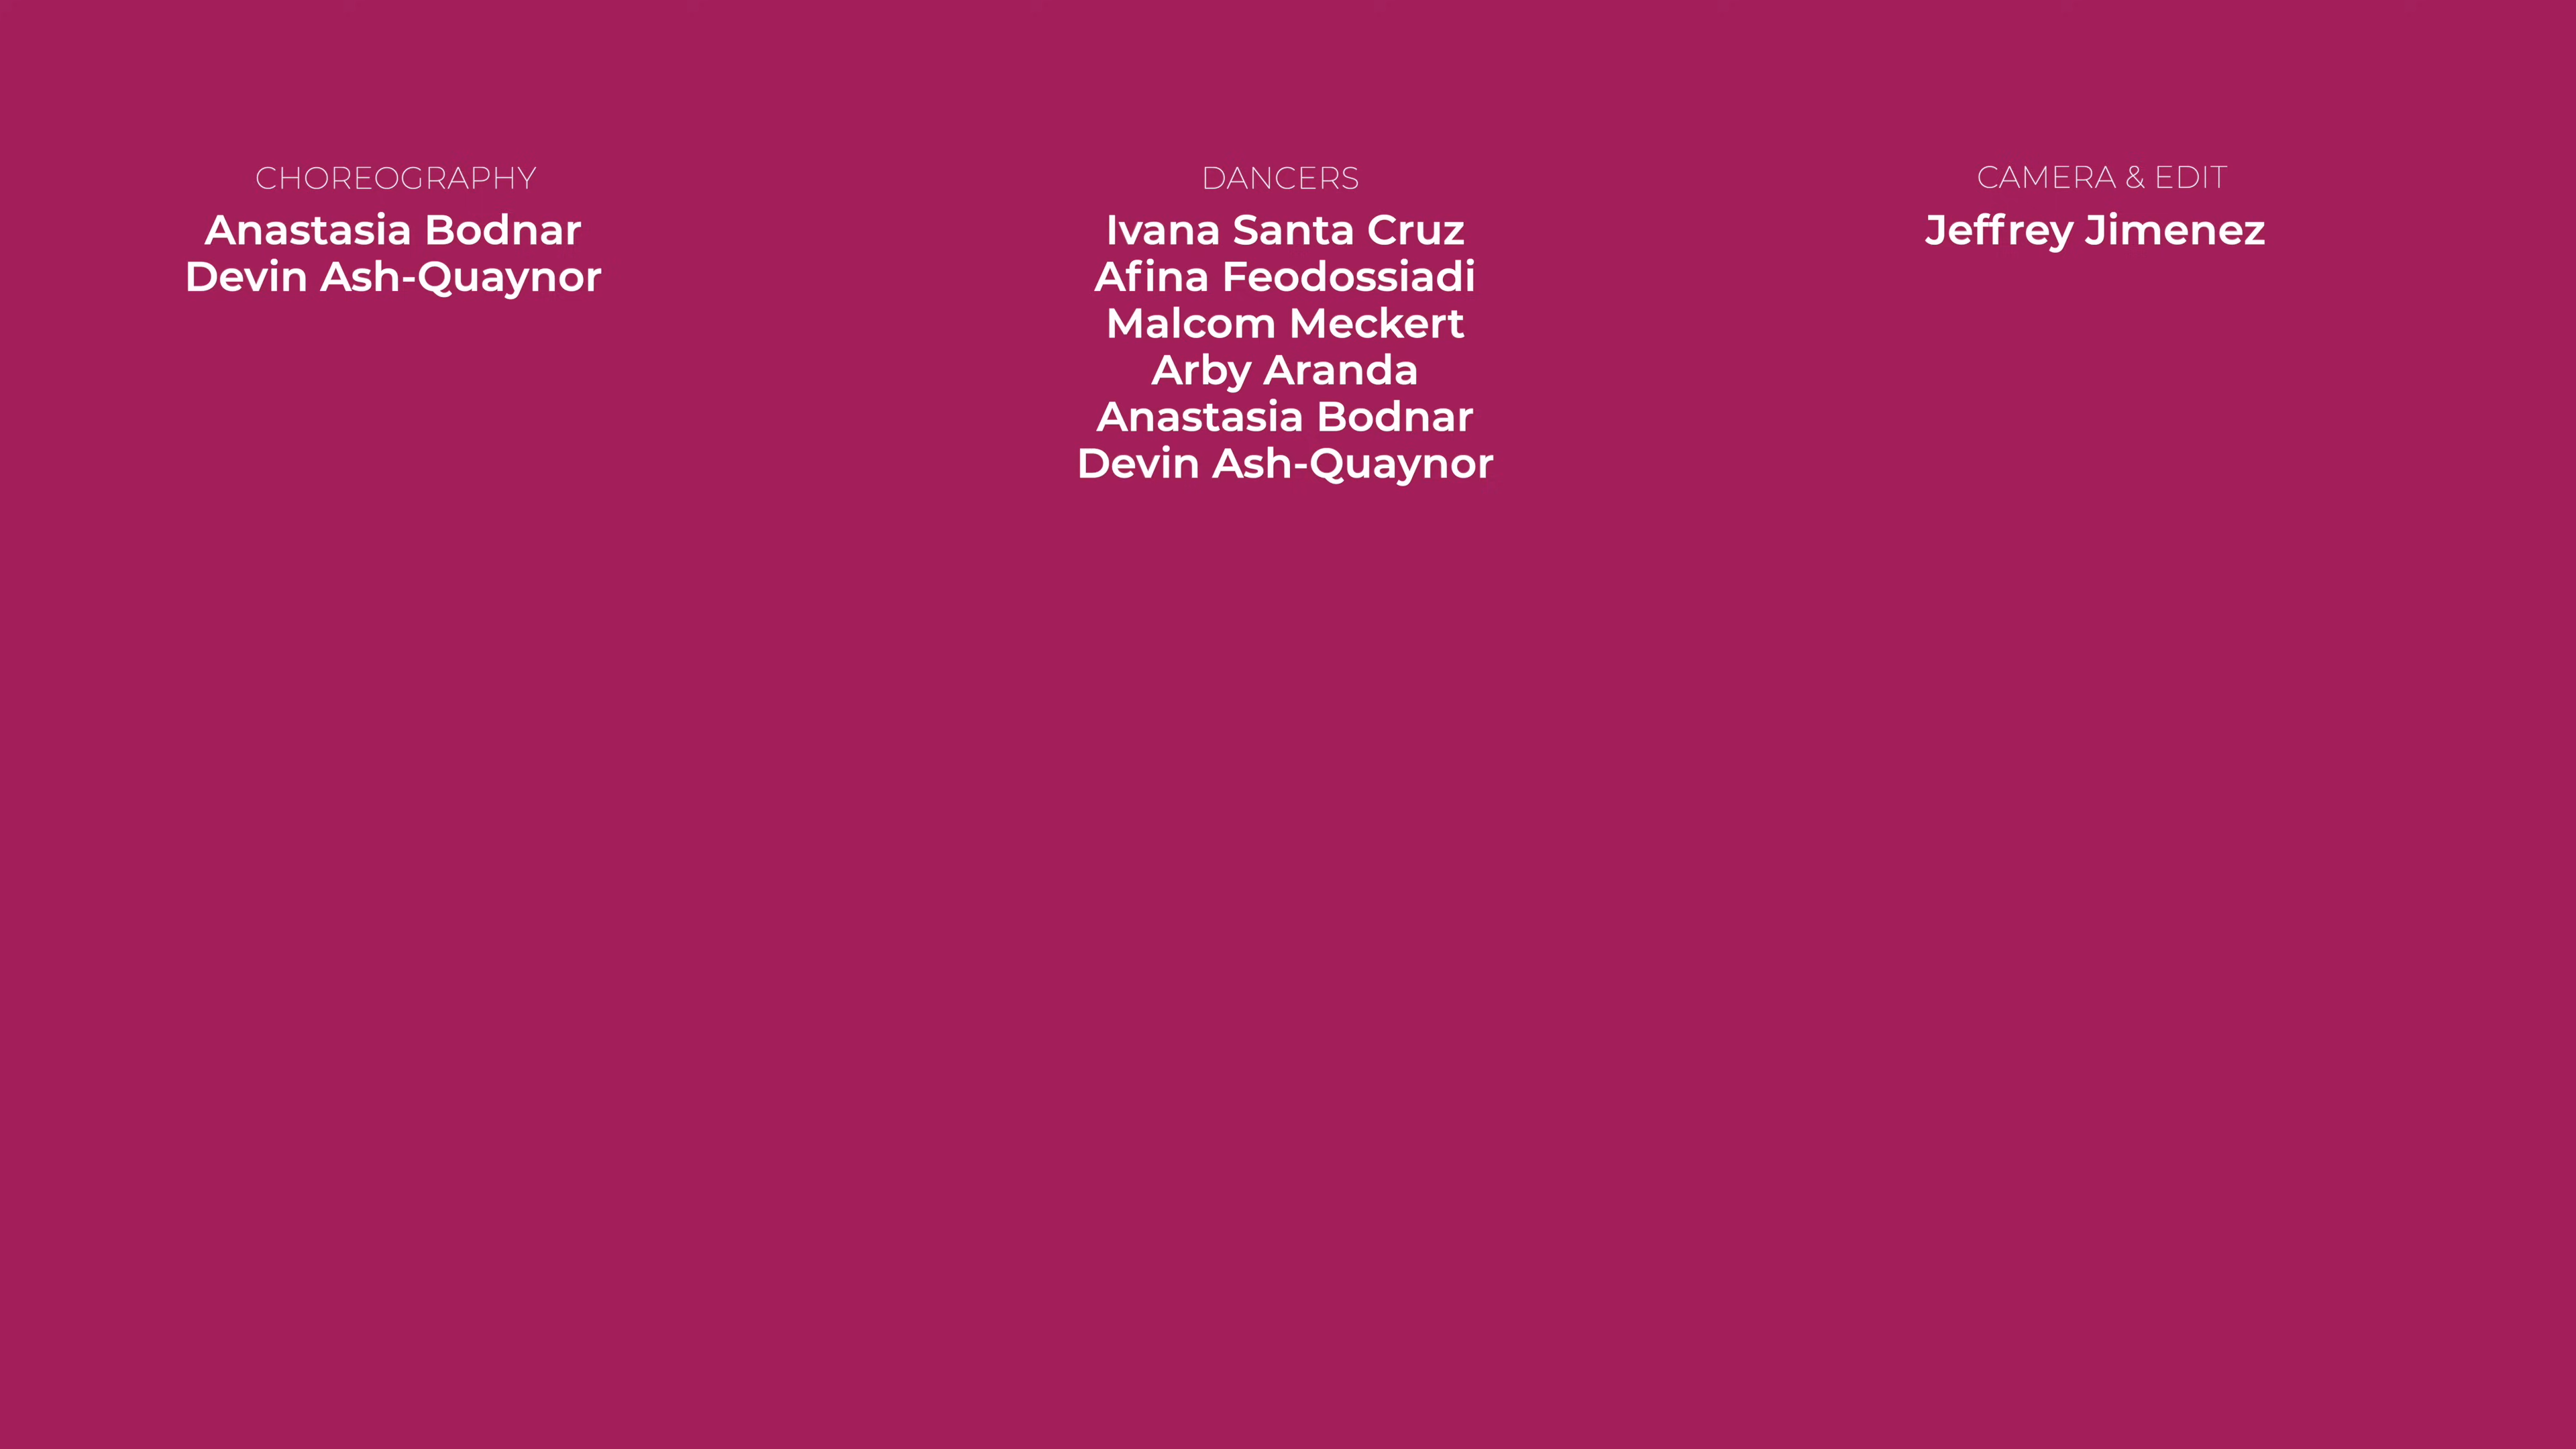 CHOREOGRAPHY
Anastasia Bodnar
Devin Ash-Quaynor
DANCERS
Ivana Santa Cruz
Afina Feodossiadi
Malcom Meckert
Arby Aranda
Anastasia Bodnar
Devin Ash-Quaynor
CAMERA & EDIT
Jeffrey Jimenez